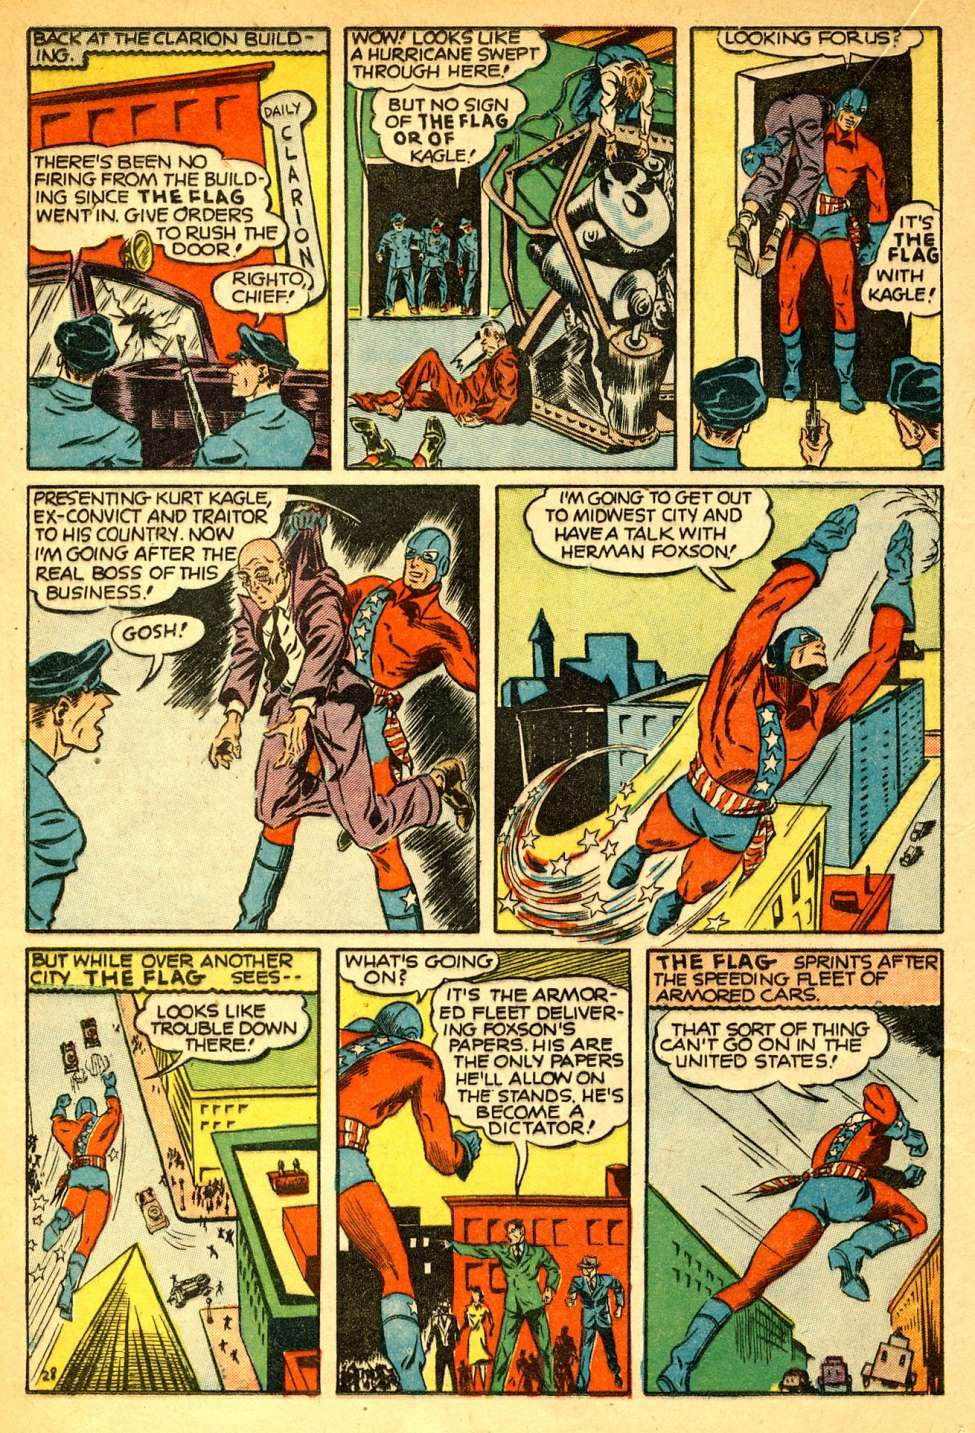 BACK AT THE CLARION BUILD-
ING.
DAILY
CLARION
THERE'S BEEN NO
FIRING FROM THE BUILD-
ING SINCE THE FLAG
WENT IN. GIVE ORDERS
TO RUSH THE
DOOR!
RIGHTO,
CHIEF!
WOW! LOOKS LIKE
A HURRICANE SWEPT
THROUGH HERE!
BUT NO SIGN
OF THE FLAG
OR OF
KAGLE!
LOOKING FOR US?
IT'S
THE
FLAG
WITH
KAGLE!
PRESENTING KURT KAGLE,
EX-CONVICT AND TRAITOR
TO HIS COUNTRY. NOW
I'M GOING AFTER THE
REAL BOSS OF THIS
BUSINESS!
GOSH!
I'M GOING TO GET OUT
TO MIDWEST CITY AND
HAVE A TALK WITH
HERMAN FOXSON!
BUT WHILE OVER ANOTHER
CITY THE FLAG SEES--
LOOKS LIKE
TROUBLE DOWN
THERE!
28
WHAT'S GOING
ON?
IT'S THE ARMOR-
ED FLEET DELIVER-
ING FOXSON'S
PAPERS. HIS ARE
THE ONLY PAPERS
HE'LL ALLOW ON
THE STANDS. HE'S
BECOME A
DICTATOR!
THE FLAG SPRINTS AFTER
THE SPEEDING FLEET OF
ARMORED CARS.
THAT SORT OF THING
CAN'T GO ON IN THE
UNITED STATES!